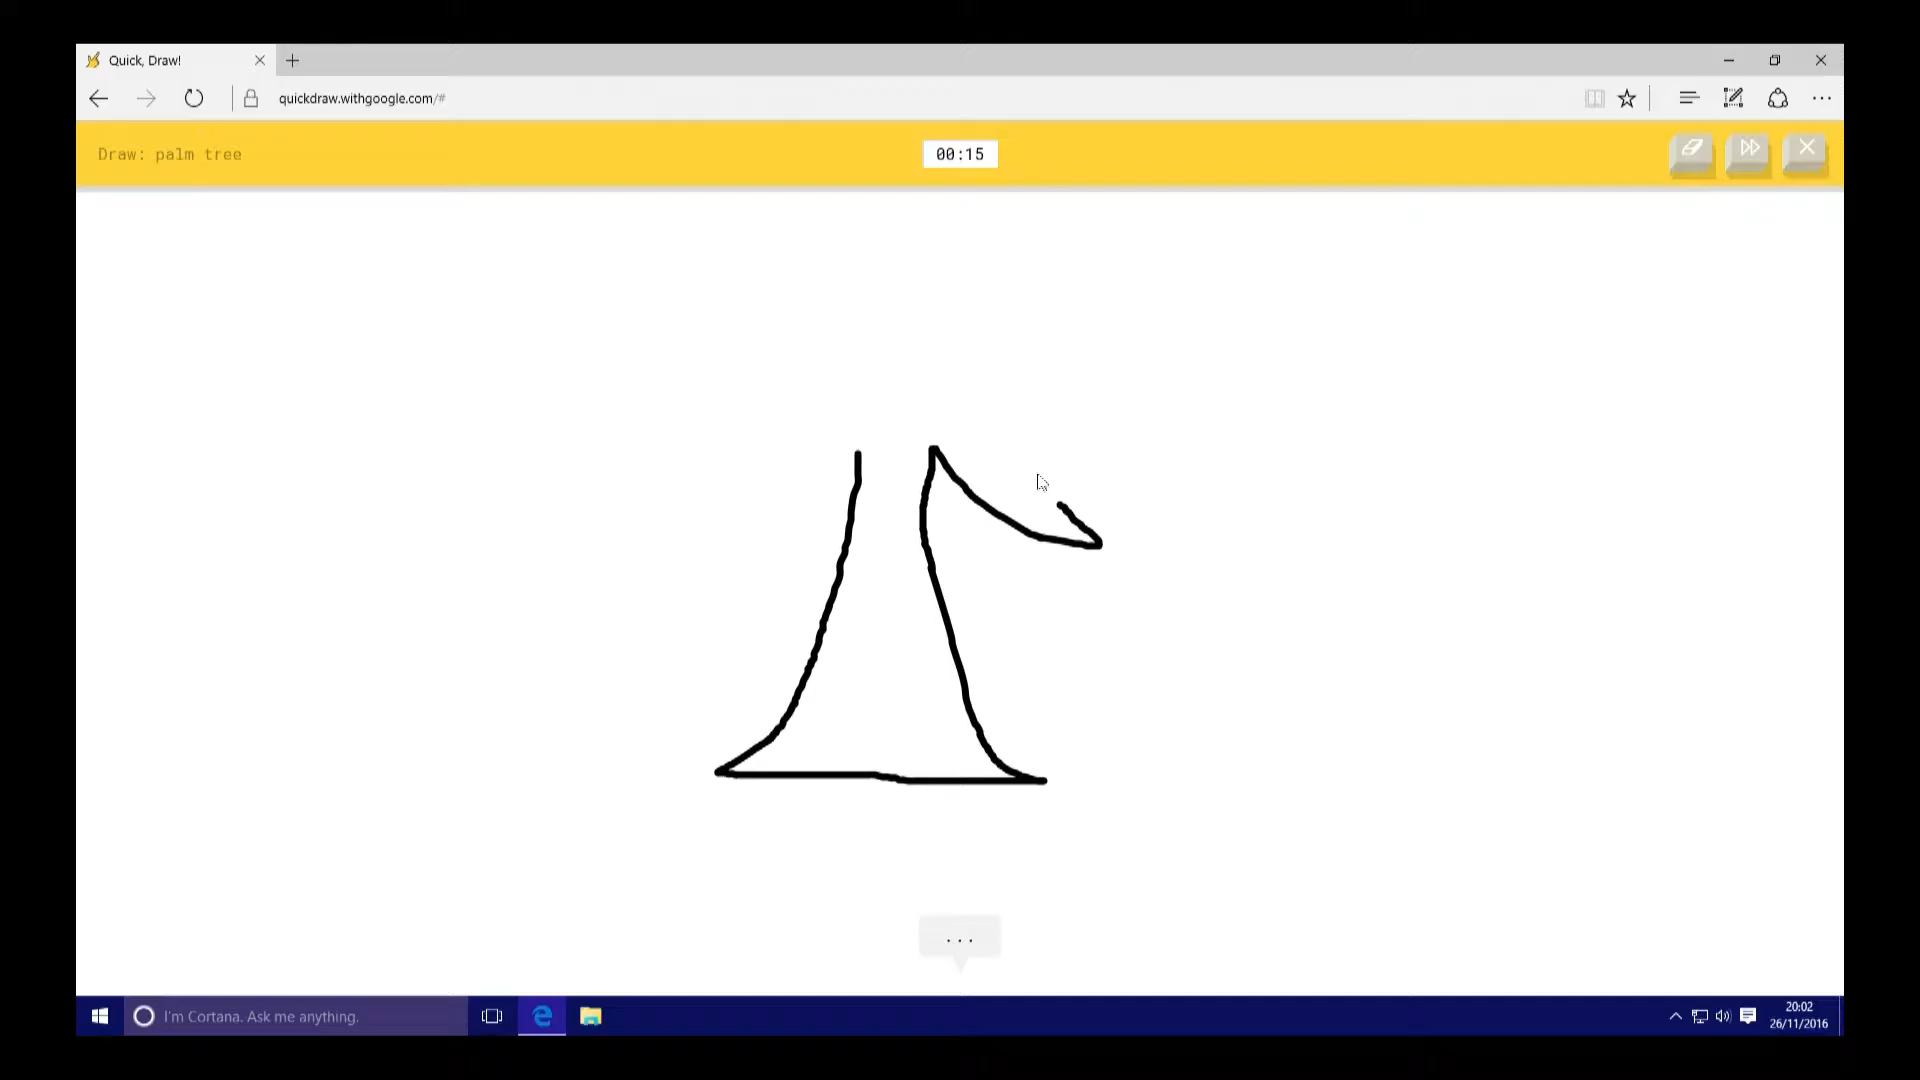 Quick, Draw!
quickdraw.withgoogle.com/#
Draw: palm tree
00:15
...
I'm Cortana. Ask me anything.
20:02
26/11/2016